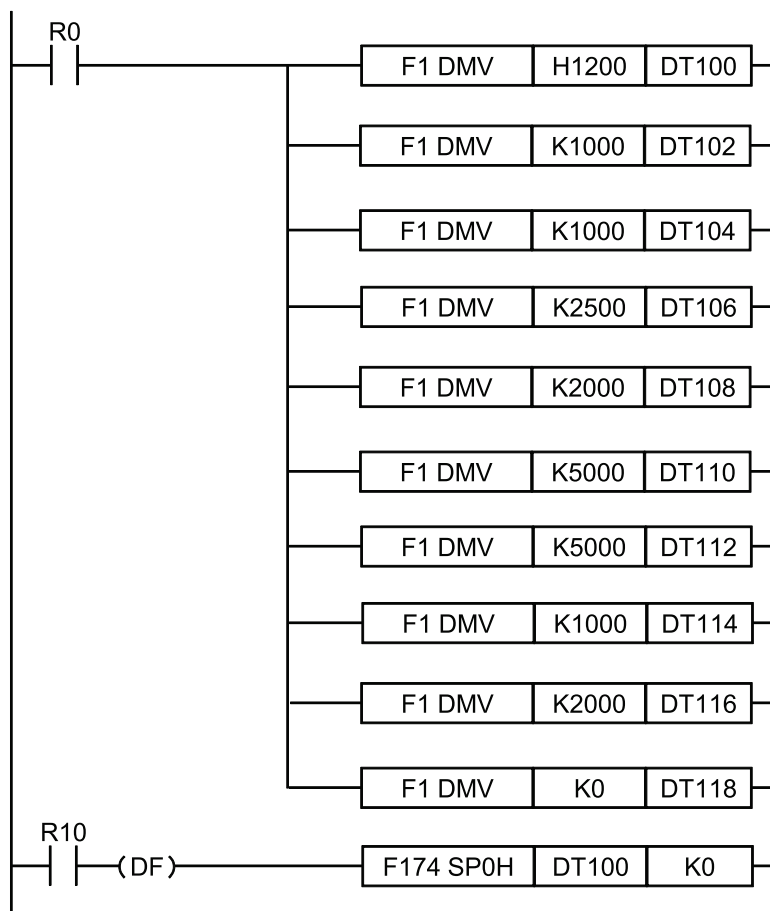 R0
F1 DMV H1200 DT100
F1 DMV K1000 DT102
F1 DMV K1000 DT104
F1 DMV K2500 DT106
F1 DMV K2000 DT108
F1 DMV K5000 DT110
F1 DMV K5000 DT112
F1 DMV K1000 DT114
F1 DMV K2000 DT116
F1 DMV K0 DT118
R10
(DF) F174 SP0H DT100 K0